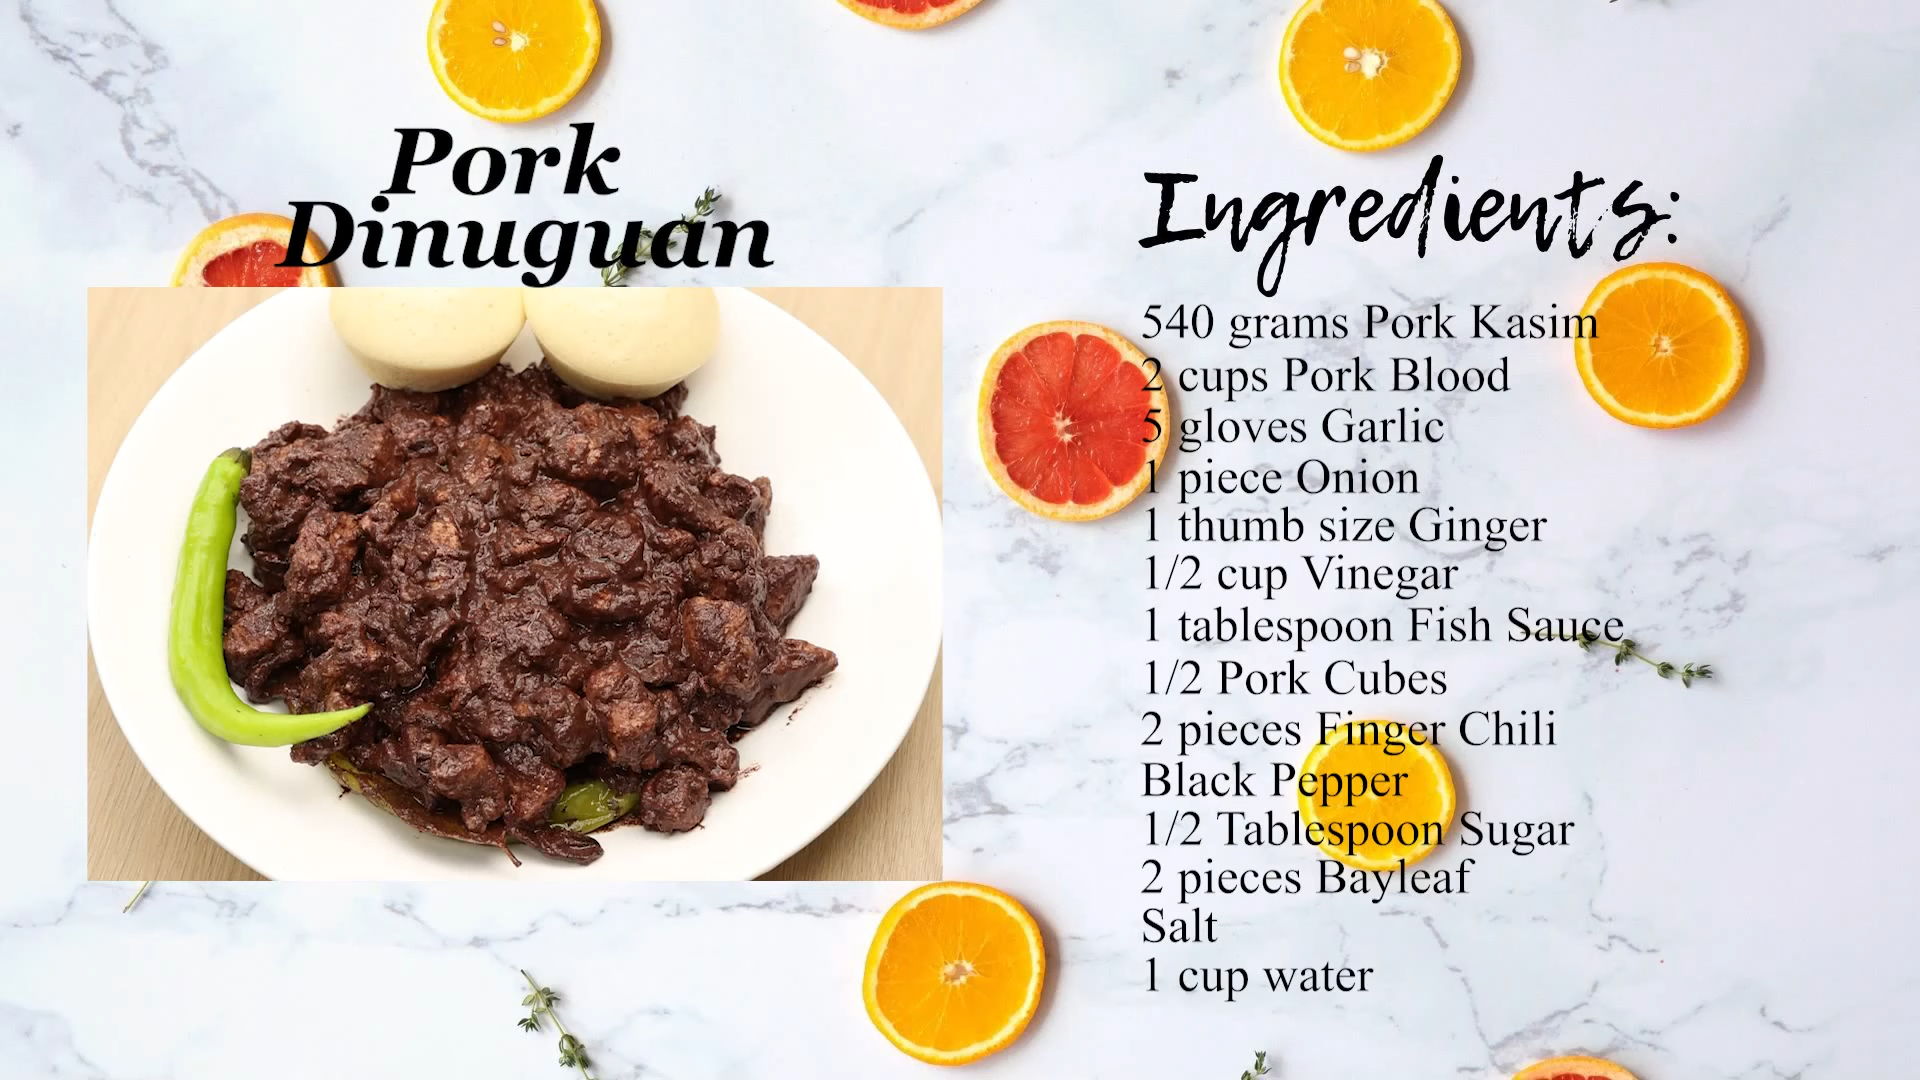 Pork
Dinuguan
Ingredients:
540 grams Pork Kasim
2 cups Pork Blood
5 gloves Garlic
1 piece Onion
1 thumb size Ginger
1/2 cup Vinegar
1 tablespoon Fish Sauce
1/2 Pork Cubes
2 pieces Finger Chili
Black Pepper
1/2 Tablespoon Sugar
2 pieces Bayleaf
Salt
1 cup water